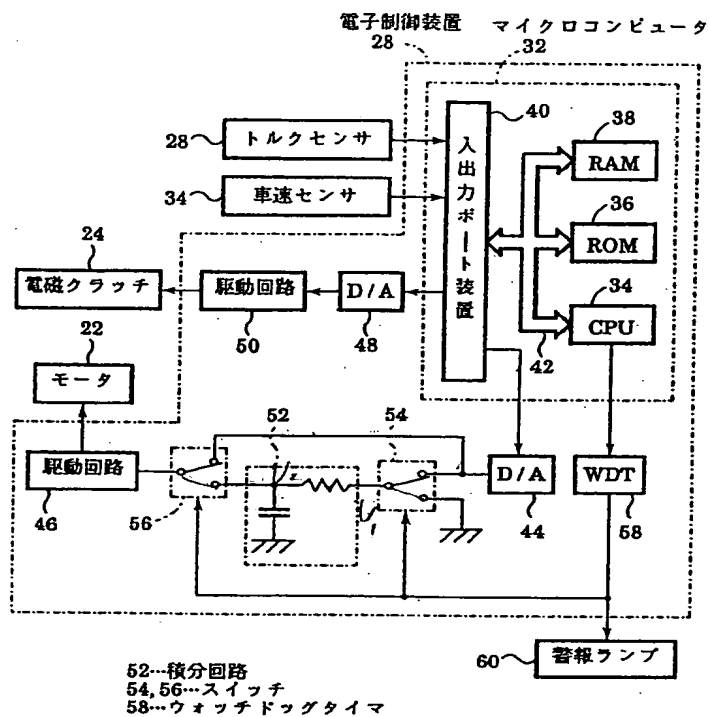 電子制御装置
28
マイクロコンピュータ
32
40
入出力ポート装置
38
RAM
28
トルクセンサ
34
車速センサ
36
ROM
24
電磁クラッチ
駆動回路
50
D/A
48
34
CPU
42
22
モータ
52
54
駆動回路
46
56
D/A
44
WDT
58
60
警報ランプ
52…積分回路
54,56…スイッチ
58…ウォッチドッグタイマ